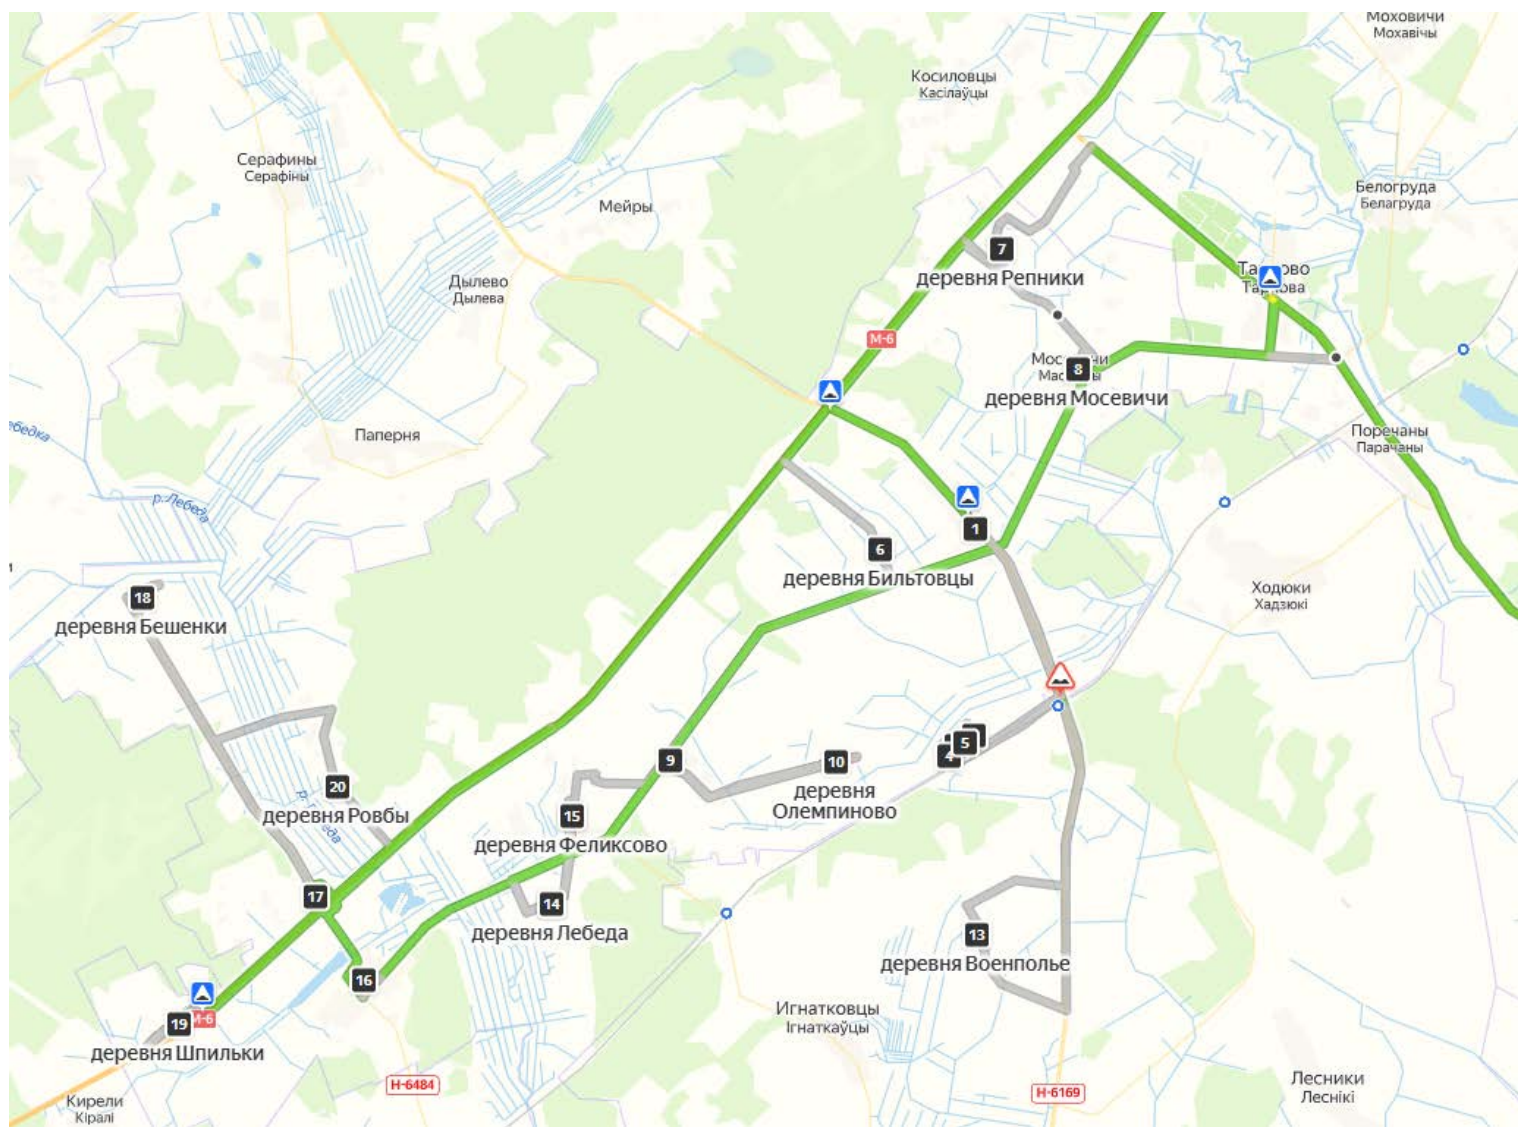 Моховичи
Мохавічы
Косиловцы
Касілаўцы
Серафины
Серафіны
Белогруда
Белагруда
Мейры
7
деревня Репники
Дылево
Дылева
М-6
8
деревня Мосевичи
Паперня
Поречаны
Парачаны
р. Лебеда
1
6
деревня Бильтовцы
Ходюки
Хадзюкі
18
деревня Бешенки
5
4
9
10
деревня
Олемпиново
20
деревня Ровбы
15
деревня Феликсово
17
14
деревня Лебеда
13
деревня Военполье
16
Игнатковцы
Ігнаткаўцы
19
М-6
деревня Шпильки
Н-6484
Н-6169
Лесники
Леснікі
Кирели
Кіралі